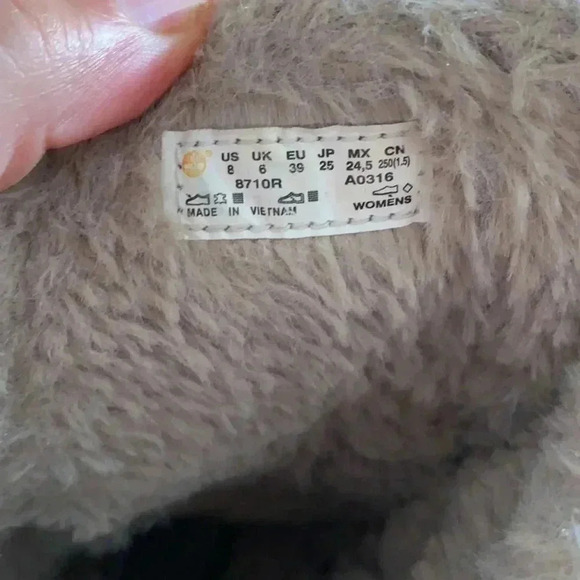 US UK EU JP MX CN
8 6 39 25 24,5 250(1.5)
8710R A0316
MADE IN VIETNAM WOMENS